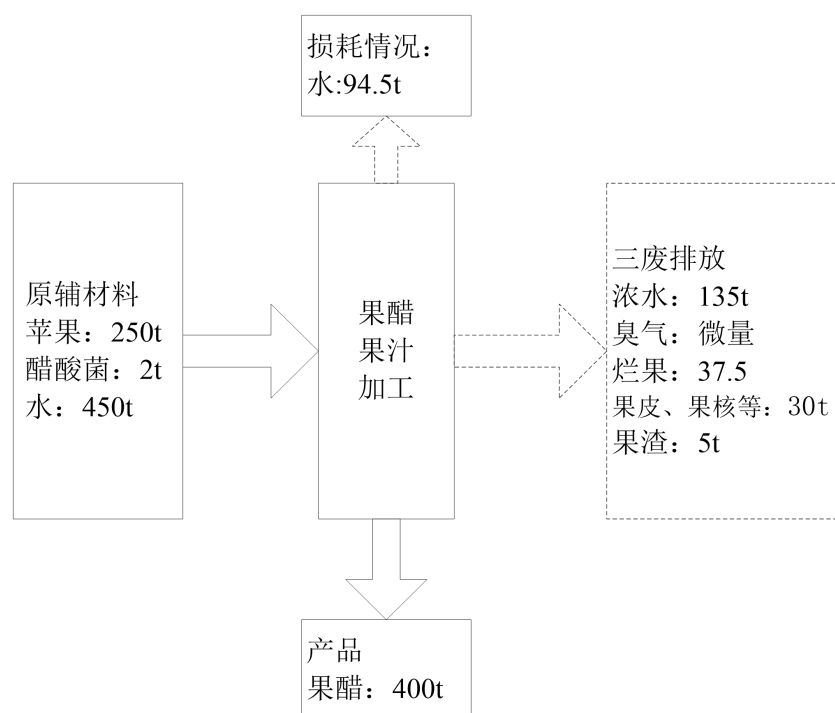 损耗情况：
水:94.5t
原辅材料
苹果：250t
醋酸菌：2t
水：450t
果醋
果汁
加工
三废排放
浓水：135t
臭气：微量
烂果：37.5
果皮、果核等：30t
果渣：5t
产品
果醋：400t